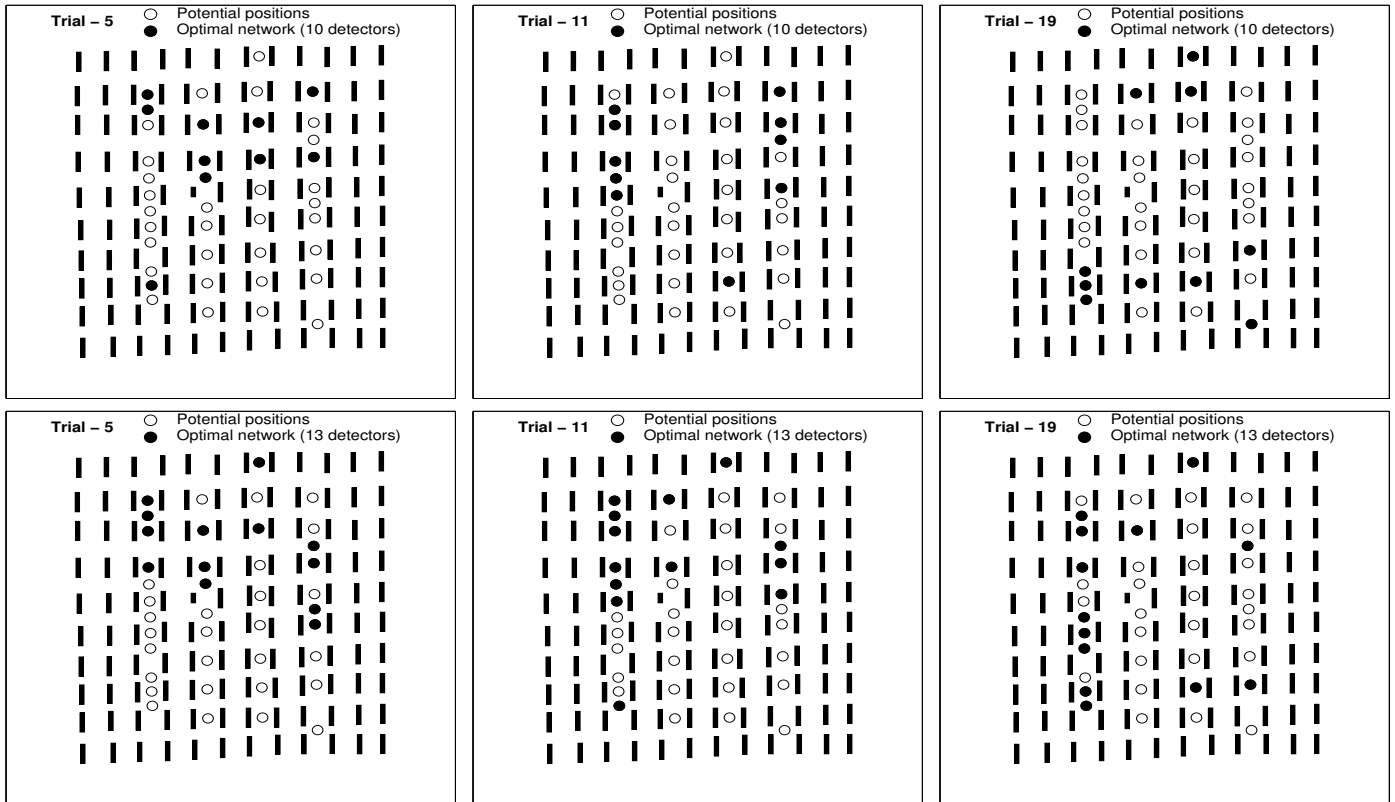 Trial – 5
Potential positions
Optimal network (10 detectors)
Trial – 11
Potential positions
Optimal network (10 detectors)
Trial – 19
Potential positions
Optimal network (10 detectors)
Trial – 5
Potential positions
Optimal network (13 detectors)
Trial – 11
Potential positions
Optimal network (13 detectors)
Trial – 19
Potential positions
Optimal network (13 detectors)